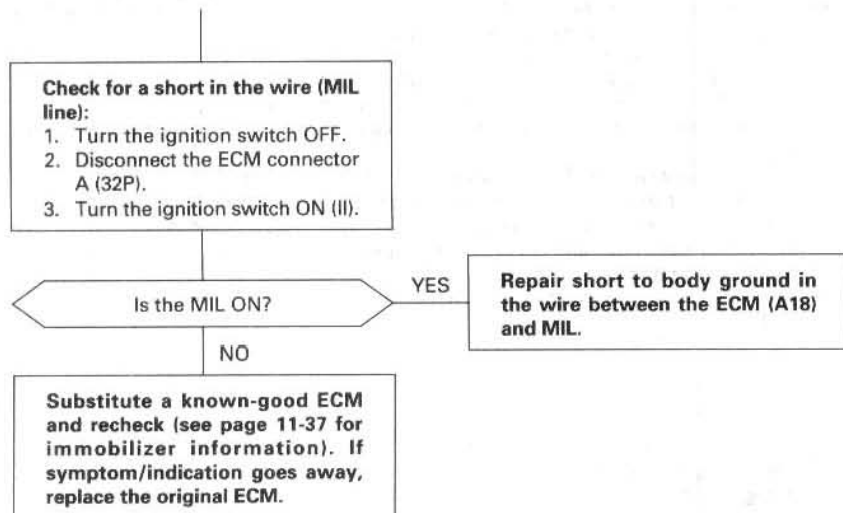 Check for a short in the wire (MIL
line):
1. Turn the ignition switch OFF.
2. Disconnect the ECM connector
A (32P).
3. Turn the ignition switch ON (II).
Is the MIL ON?
YES
Repair short to body ground in
the wire between the ECM (A18)
and MIL.
NO
Substitute a known-good ECM
and recheck (see page 11-37 for
immobilizer information). If
symptom/indication goes away,
replace the original ECM.